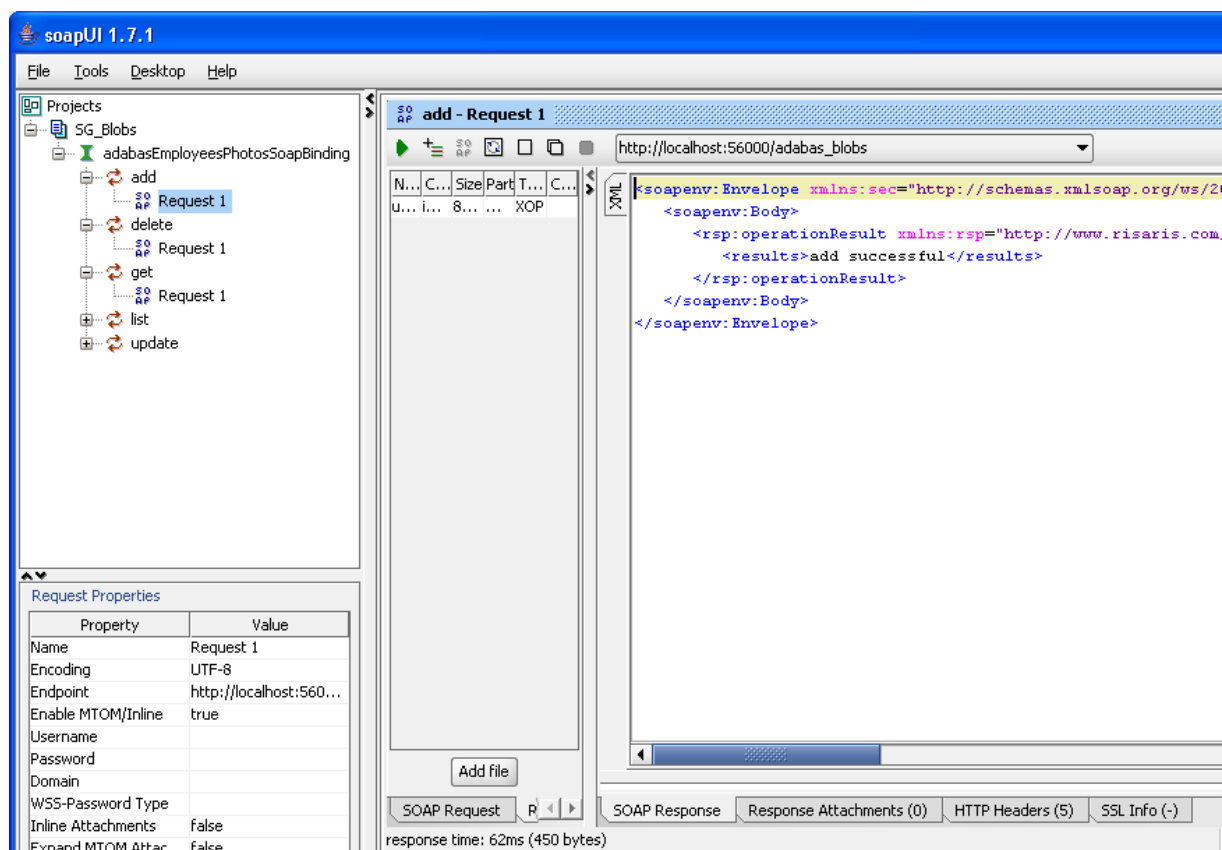 soapUI 1.7.1
File Tools Desktop Help
Projects
SG_Blobs
adabasEmployeesPhotosSoapBinding
add
Request 1
delete
Request 1
get
Request 1
list
update
Request Properties
Property Value
Name Request 1
Encoding UTF-8
Endpoint http://localhost:560...
Enable MTOM/Inline true
Username
Password
Domain
WSS-Password Type
Inline Attachments false
Expand MTOM Attac false
SO AP add - Request 1
http://localhost:56000/adabas_blobs
N... C... Size Part T... C...
u... i... 8... ... XOP
Add file
SOAP Request R
XML
<soapenv:Envelope xmlns:sec="http://schemas.xmlsoap.org/ws/20
<soapenv:Body>
<rsp:operationResult xmlns:rsp="http://www.risaris.com,
<results>add successful</results>
</rsp:operationResult>
</soapenv:Body>
</soapenv:Envelope>
SOAP Response Response Attachments (0) HTTP Headers (5) SSL Info (-)
response time: 62ms (450 bytes)